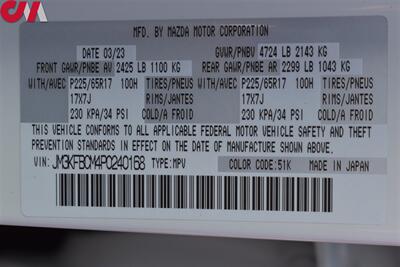 CMA
MFD. BY MAZDA MOTOR CORPORATION
DATE 03/23 GVWR/PNBV 4724 LB 2143 KG
FRONT GAWR/PNBE AV 2425 LB 1100 KG REAR GAWR/PNBE AR 2299 LB 1043 KG
WITH/AVEC P225/65R17 100H TIRES/PNEUS WITH/AVEC P225/65R17 100H TIRES/PNEUS
17X7J RIMS/JANTES 17X7J RIMS/JANTES
230 KPA/34 PSI COLD/A FROID 230 KPA/34 PSI COLD/A FROID
THIS VEHICLE CONFORMS TO ALL APPLICABLE FEDERAL MOTOR VEHICLE SAFETY AND THEFT
PREVENTION STANDARDS IN EFFECT ON THE DATE OF MANUFACTURE SHOWN ABOVE.
VIN: JM3KFBCM4P0240168 TYPE: MPV COLOR CODE: 51K MADE IN JAPAN